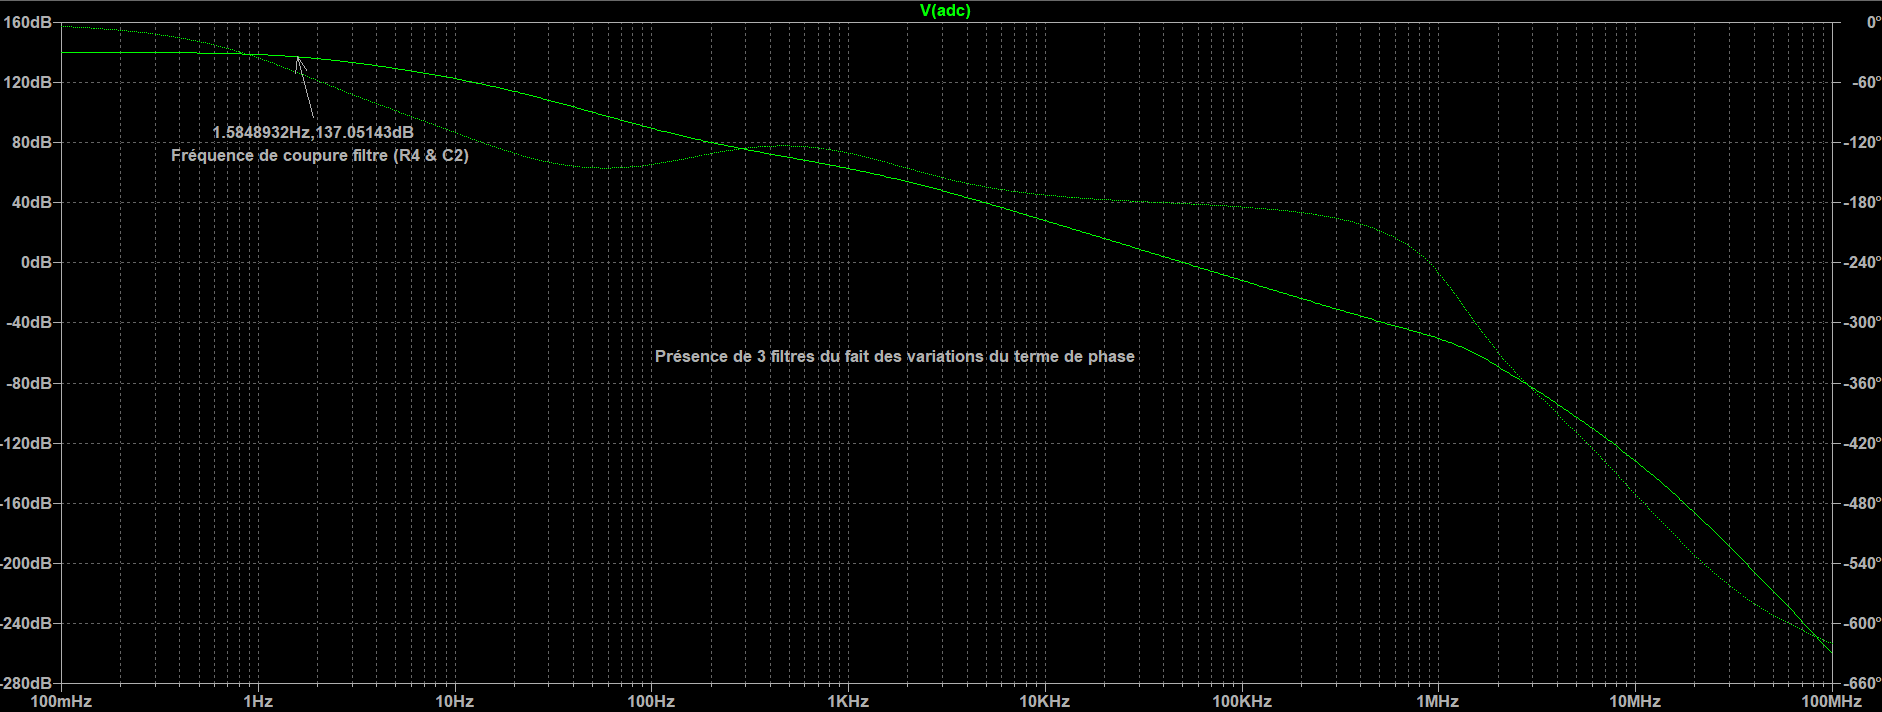 V(adc)
160dB
120dB
80dB
40dB
0dB
-40dB
-80dB
-120dB
-160dB
-200dB
-240dB
-280dB
0°
-60°
-120°
-180°
-240°
-300°
-360°
-420°
-480°
-540°
-600°
-660°
1.5848932Hz,137.05143dB
Fréquence de coupure filtre (R4 & C2)
Présence de 3 filtres du fait des variations du terme de phase
100mHz
1Hz
10Hz
100Hz
1KHz
10KHz
100KHz
1MHz
10MHz
100MHz